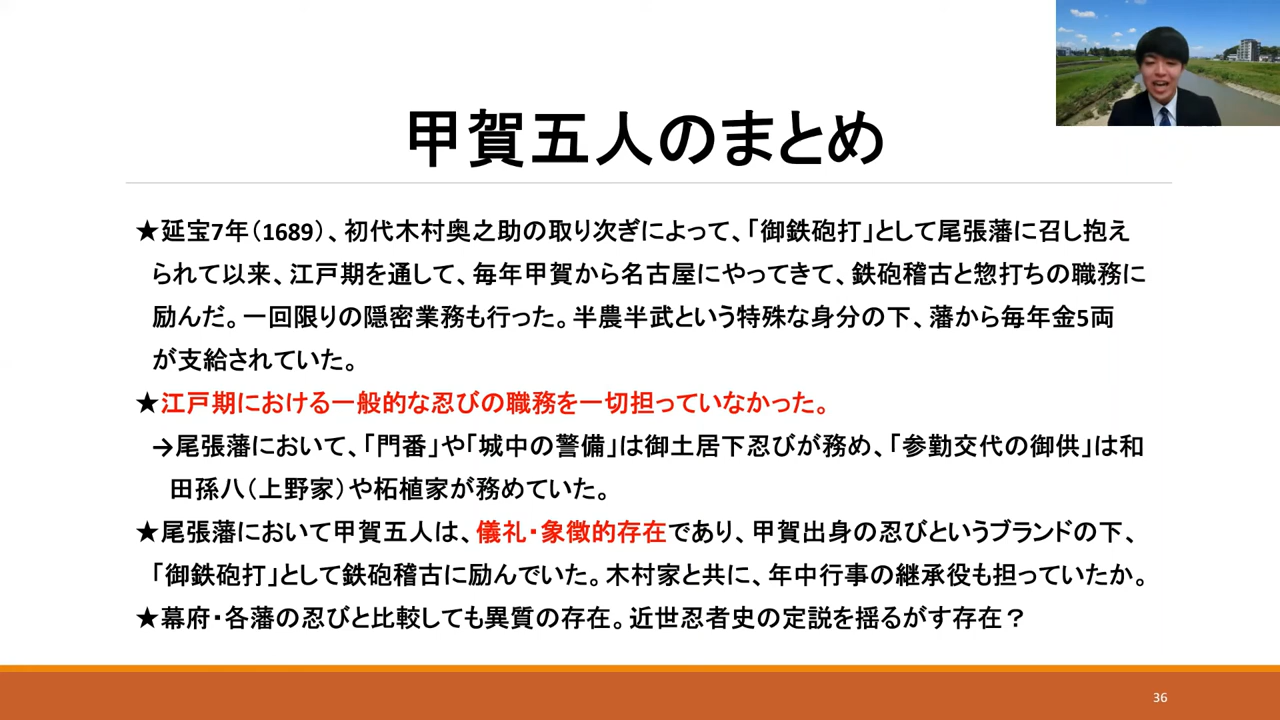 甲賀五人のまとめ
★延宝7年（1689）、初代木村奥之助の取り次ぎによって、「御鉄砲打」として尾張藩に召し抱え
られて以来、江戸期を通して、毎年甲賀から名古屋にやってきて、鉄砲稽古と惣打ちの職務に
励んだ。一回限りの隠密業務も行った。半農半武という特殊な身分の下、藩から毎年金5両
が支給されていた。
★江戸期における一般的な忍びの職務を一切担っていなかった。
→尾張藩において、「門番」や「城中の警備」は御土居下忍びが務め、「参勤交代の御供」は和
田孫八（上野家）や柘植家が務めていた。
★尾張藩において甲賀五人は、儀礼・象徴的存在であり、甲賀出身の忍びというブランドの下、
「御鉄砲打」として鉄砲稽古に励んでいた。木村家と共に、年中行事の継承役も担っていたか。
★幕府・各藩の忍びと比較しても異質の存在。近世忍者史の定説を揺るがす存在？
36